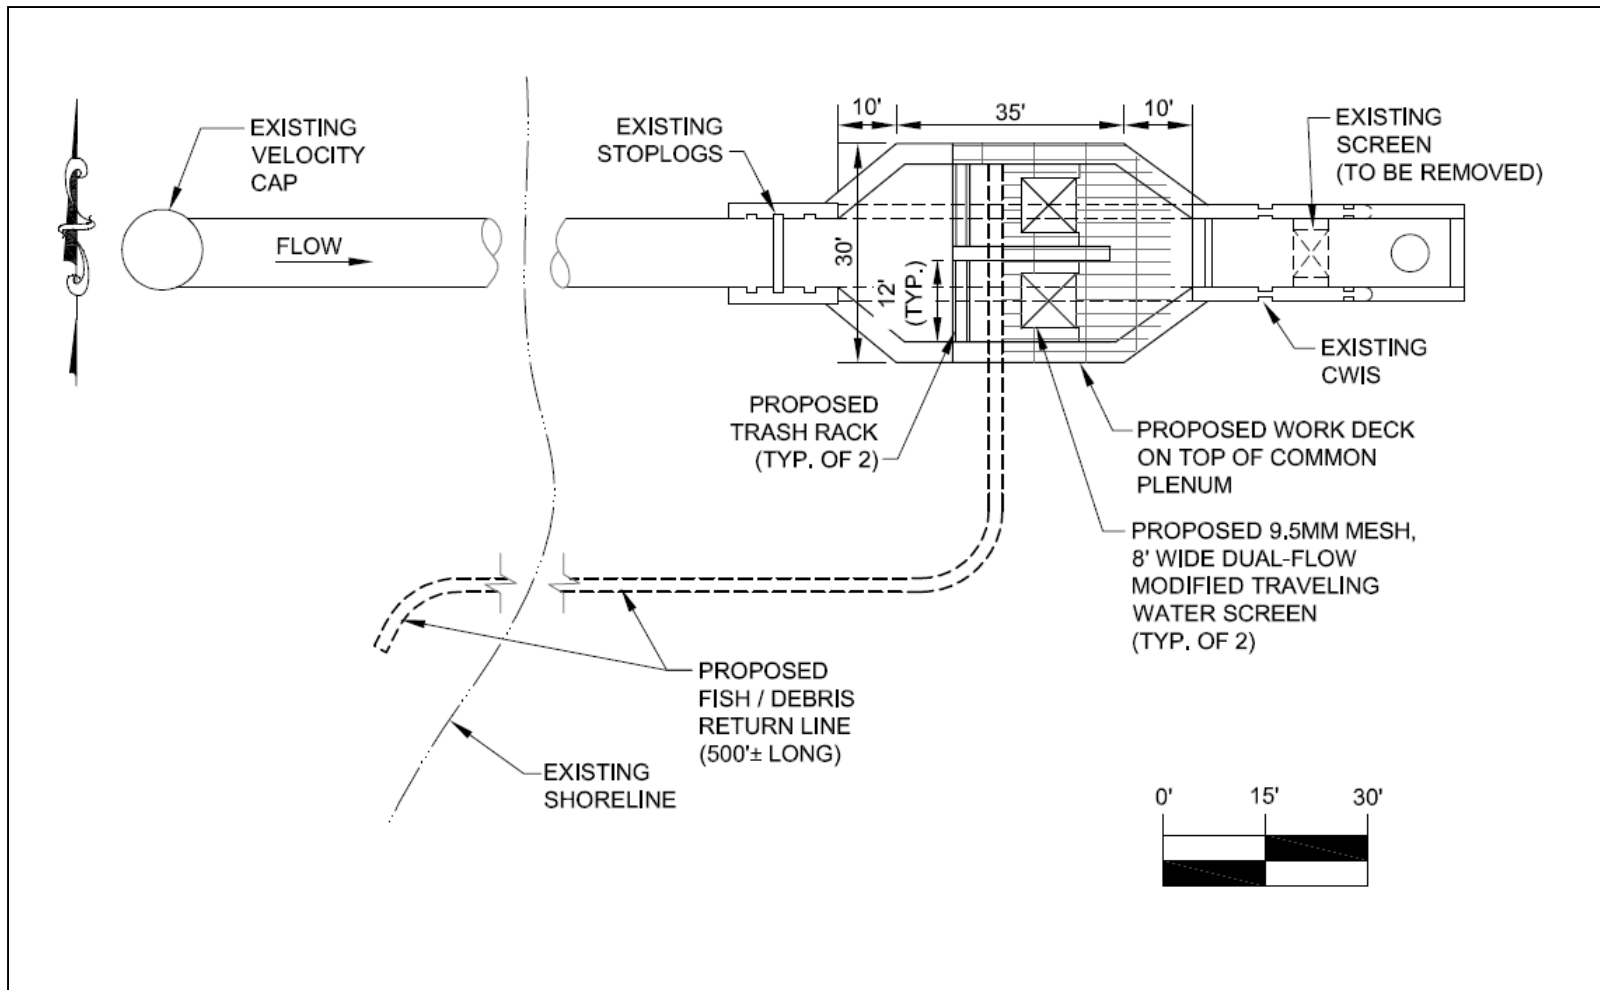 10'
35'
10'
EXISTING
VELOCITY
CAP
EXISTING
STOPLOGS
EXISTING
SCREEN
(TO BE REMOVED)
FLOW
30'
12'
(TYP.)
EXISTING
CWIS
PROPOSED
TRASH RACK
(TYP. OF 2)
PROPOSED WORK DECK
ON TOP OF COMMON
PLENUM
PROPOSED 9.5MM MESH,
8' WIDE DUAL-FLOW
MODIFIED TRAVELING
WATER SCREEN
(TYP. OF 2)
PROPOSED
FISH / DEBRIS
RETURN LINE
(500'± LONG)
EXISTING
SHORELINE
0' 15' 30'